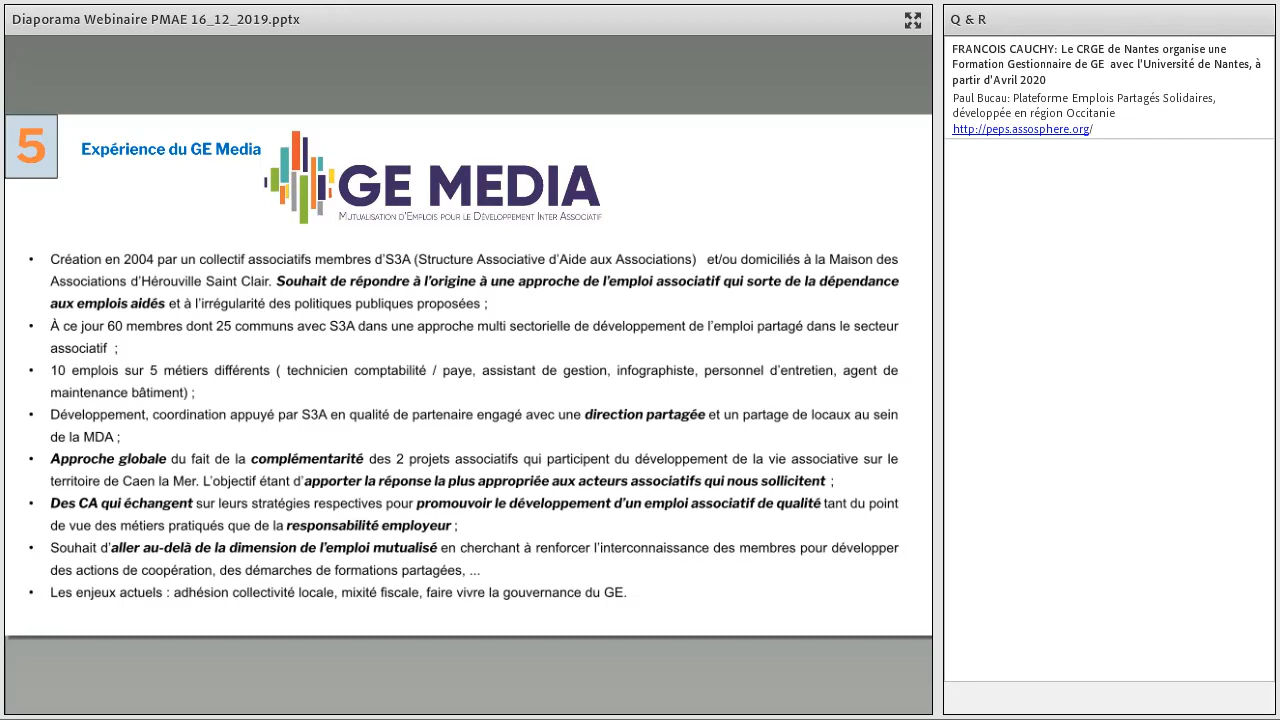 Diaporama Webinaire PMAE 16_12_2019.pptx
5
Expérience du GE Media
GE MEDIA
Mutualisation d'Emplois pour le Développement Inter Associatif
• Création en 2004 par un collectif associatifs membres d'S3A (Structure Associative d'Aide aux Associations) et/ou domiciliés à la Maison des
Associations d'Hérouville Saint Clair. Souhait de répondre à l'origine à une approche de l'emploi associatif qui sorte de la dépendance
aux emplois aidés et à l'irrégularité des politiques publiques proposées ;
• À ce jour 60 membres dont 25 communs avec S3A dans une approche multi sectorielle de développement de l'emploi partagé dans le secteur
associatif ;
• 10 emplois sur 5 métiers différents ( technicien comptabilité / paye, assistant de gestion, infographiste, personnel d'entretien, agent de
maintenance bâtiment) ;
• Développement, coordination appuyé par S3A en qualité de partenaire engagé avec une direction partagée et un partage de locaux au sein
de la MDA ;
• Approche globale du fait de la complémentarité des 2 projets associatifs qui participent du développement de la vie associative sur le
territoire de Caen la Mer. L'objectif étant d'apporter la réponse la plus appropriée aux acteurs associatifs qui nous sollicitent ;
• Des CA qui échangent sur leurs stratégies respectives pour promouvoir le développement d'un emploi associatif de qualité tant du point
de vue des métiers pratiqués que de la responsabilité employeur ;
• Souhait d'aller au-delà de la dimension de l'emploi mutualisé en cherchant à renforcer l'interconnaissance des membres pour développer
des actions de coopération, des démarches de formations partagées, ...
• Les enjeux actuels : adhésion collectivité locale, mixité fiscale, faire vivre la gouvernance du GE.
Q & R
FRANCOIS CAUCHY: Le CRGE de Nantes organise une
Formation Gestionnaire de GE avec l'Université de Nantes, à
partir d'Avril 2020
Paul Bucau: Plateforme Emplois Partagés Solidaires,
développée en région Occitanie
http://peps.assosphere.org/